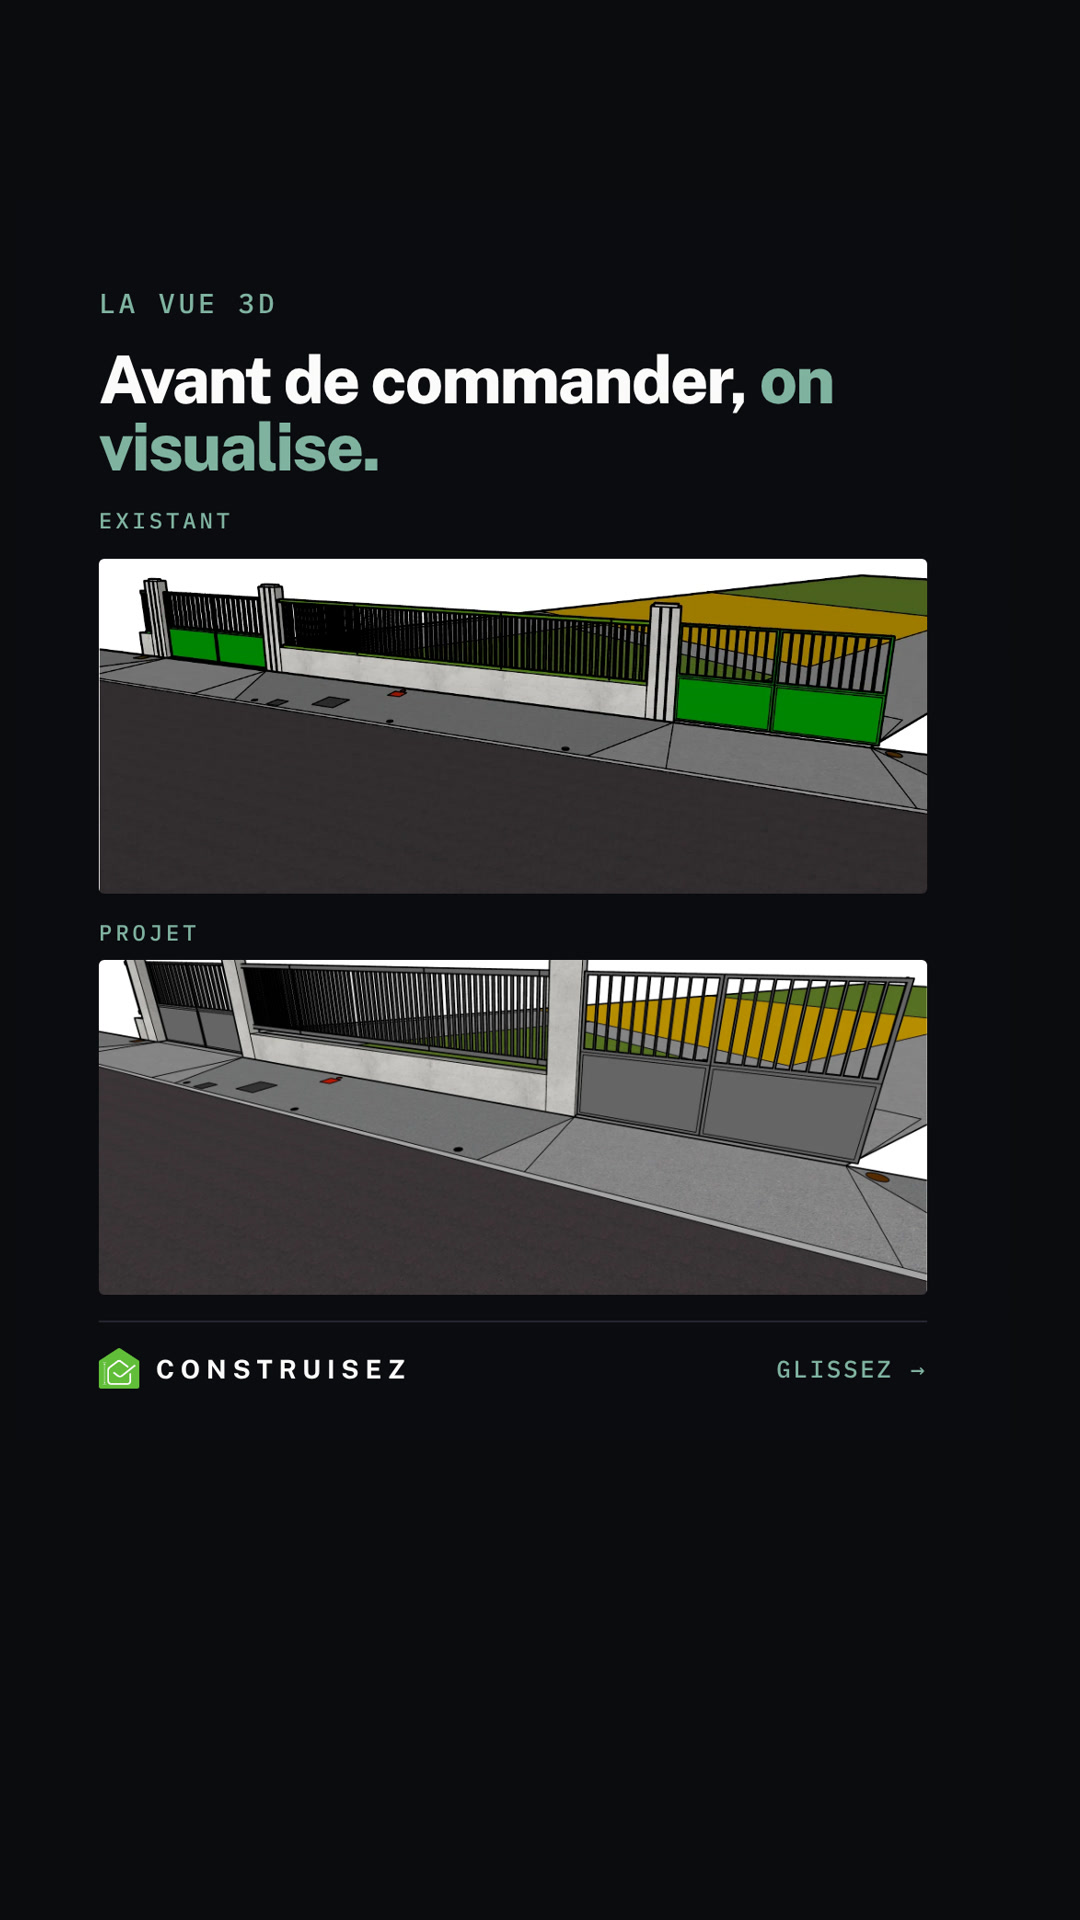 LA VUE 3D
Avant de commander, on
visualise.
EXISTANT
PROJET
CONSTRUISEZ
GLISSEZ →